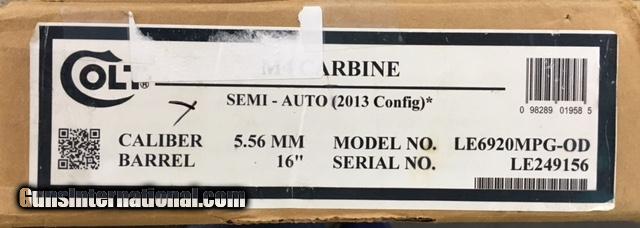 COLT®
M4 CARBINE
SEMI - AUTO (2013 Config)*
0 98289 01958 5
CALIBER 5.56 MM MODEL NO. LE6920MPG-OD
BARREL 16" SERIAL NO. LE249156
GunsInternational.com